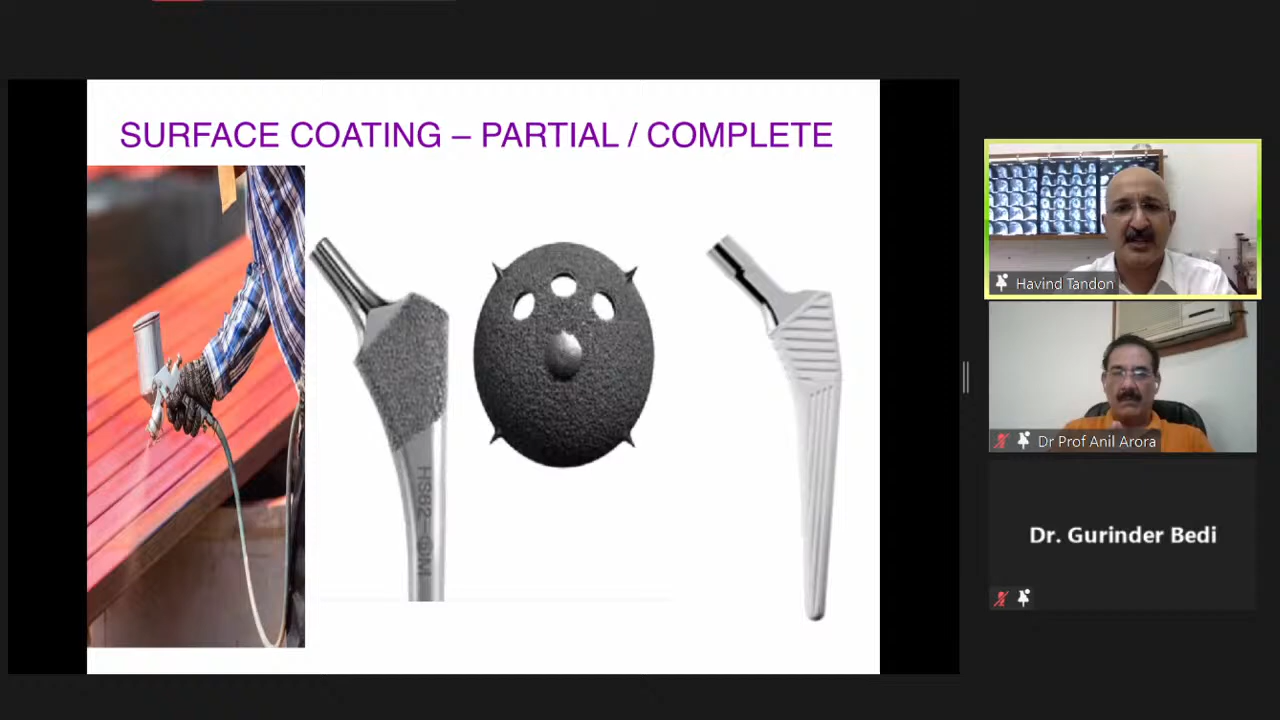 SURFACE COATING – PARTIAL / COMPLETE
Havind Tandon
Dr Prof Anil Arora
Dr. Gurinder Bedi